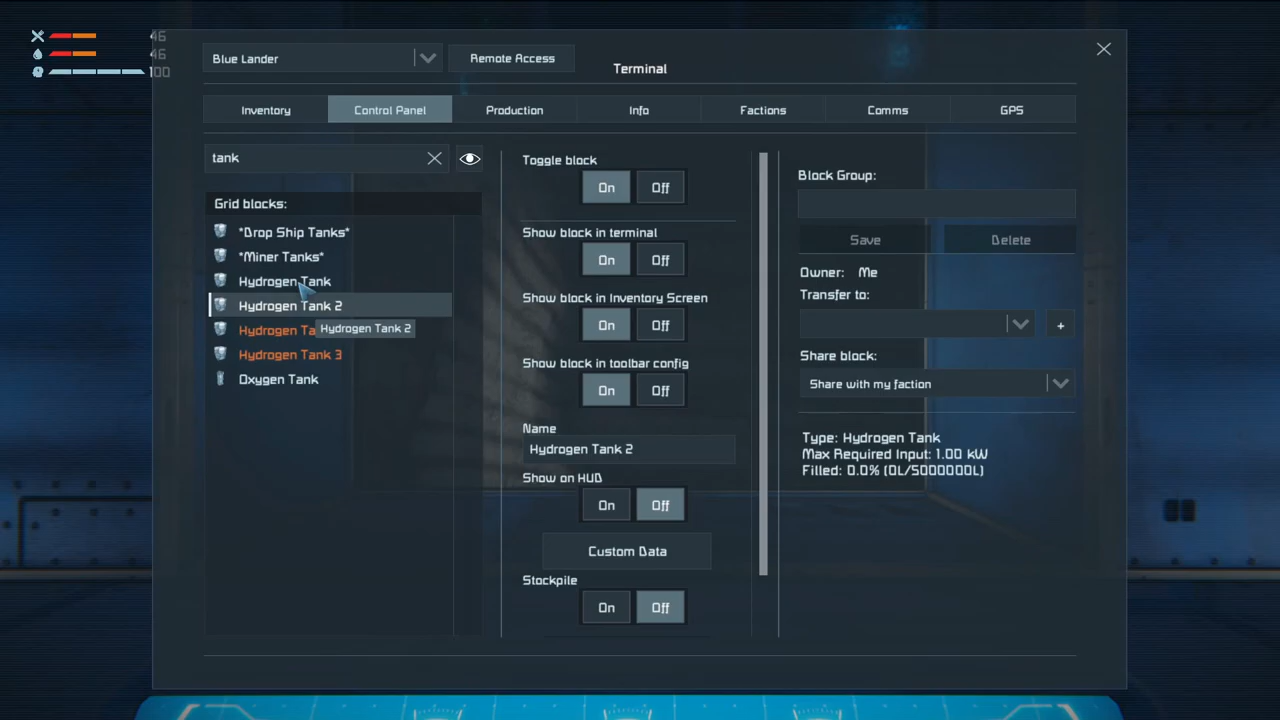 46
46
100
Blue Lander
Remote Access
Terminal
Inventory
Control Panel
Production
Info
Factions
Comms
GPS
tank
Grid blocks:
*Drop Ship Tanks*
*Miner Tanks*
Hydrogen Tank
Hydrogen Tank 2
Hydrogen Ta
Hydrogen Tank 2
Hydrogen Tank 3
Oxygen Tank
Toggle block
On Off
Show block in terminal
On Off
Show block in Inventory Screen
On Off
Show block in toolbar config
On Off
Name
Hydrogen Tank 2
Show on HUD
On Off
Custom Data
Stockpile
On Off
Block Group:
Save Delete
Owner: Me
Transfer to:
+
Share block:
Share with my faction
Type: Hydrogen Tank
Max Required Input: 1.00 kW
Filled: 0.0% (0L/5000000L)